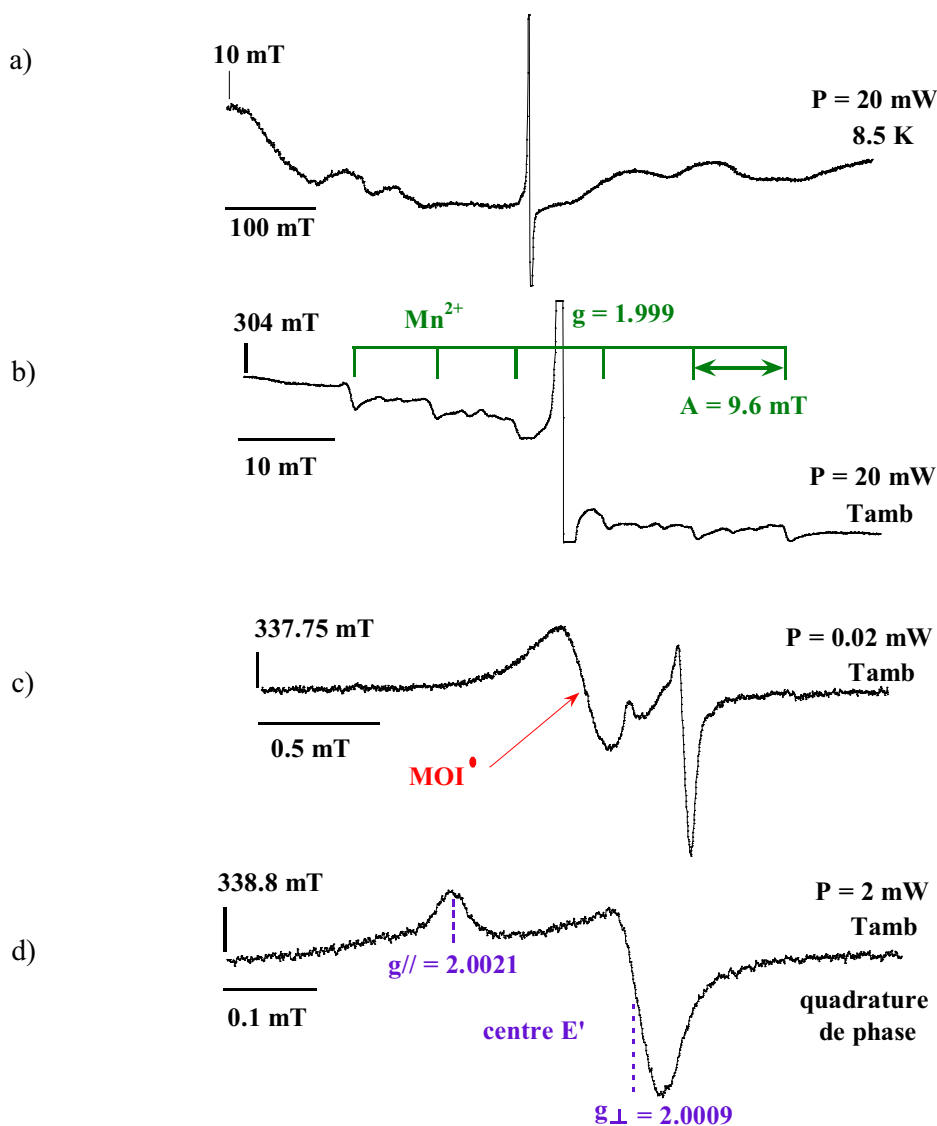 a)
10 mT
P = 20 mW
8.5 K
100 mT
b)
304 mT
Mn²⁺
g = 1.999
A = 9.6 mT
10 mT
P = 20 mW
Tamb
c)
337.75 mT
P = 0.02 mW
Tamb
0.5 mT
MOI•
d)
338.8 mT
P = 2 mW
Tamb
g// = 2.0021
0.1 mT
centre E'
quadrature
de phase
g⊥ = 2.0009